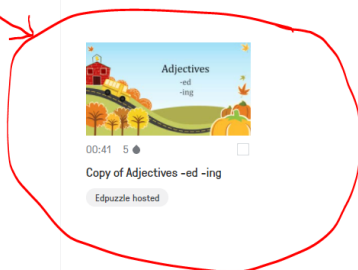 Adjectives
-ed
-ing
00:41 5
Copy of Adjectives -ed -ing
Edpuzzle hosted